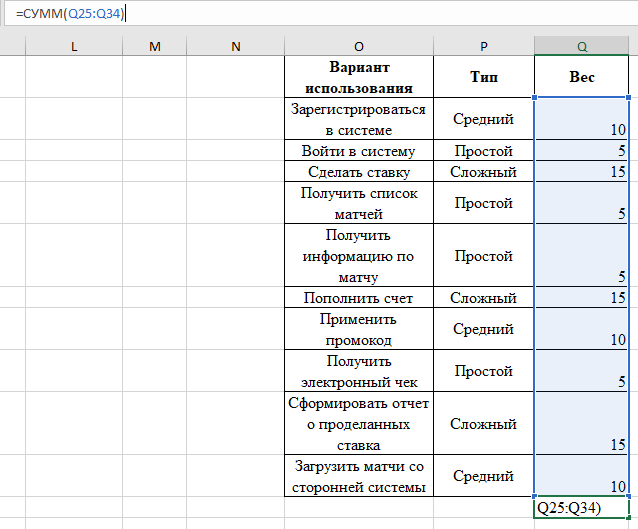 =СУММ(Q25:Q34)
L M N O P Q
Вариант
использования
Тип
Вес
Зарегистрироваться
в системе
Средний
10
Войти в систему
Простой
5
Сделать ставку
Сложный
15
Получить список
матчей
Простой
5
Получить
информацию по
матчу
Простой
5
Пополнить счет
Сложный
15
Применить
промокод
Средний
10
Получить
электронный чек
Простой
5
Сформировать отчет
о проделанных
ставка
Сложный
15
Загрузить матчи со
сторонней системы
Средний
10
Q25:Q34)